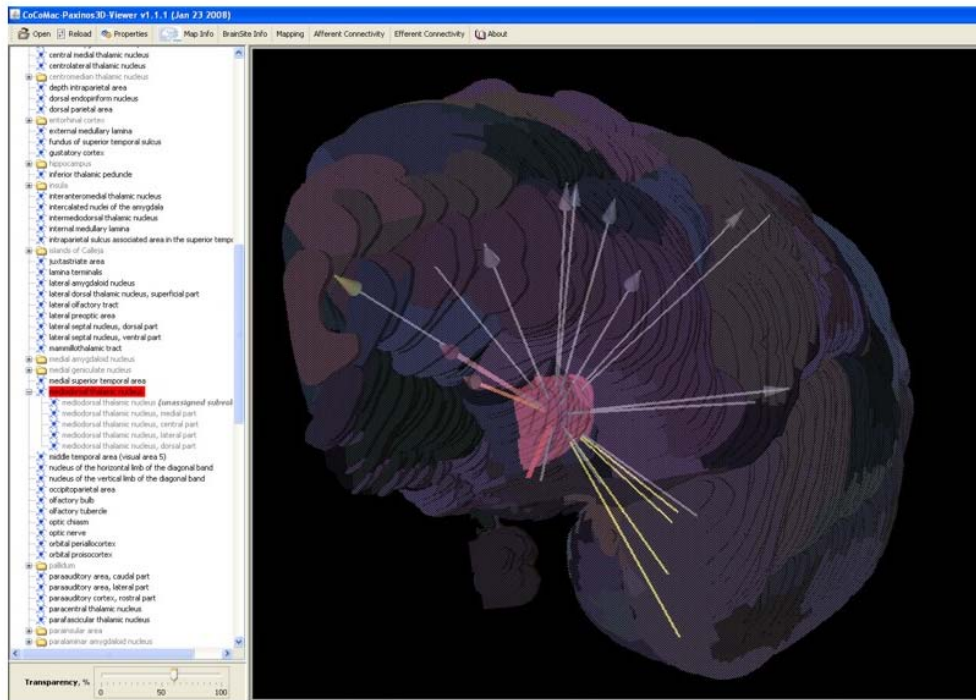 CoCoMac-Paxinos3D-Viewer v1.1.1 (Jan 23 2008)
Open Reload Properties Map Info BrainSite Info Mapping Afferent Connectivity Efferent Connectivity About
central medial thalamic nucleus
centrolateral thalamic nucleus
centromedian thalamic nucleus
depth intraparietal area
dorsal endopiriform nucleus
dorsal parietal area
entorhinal cortex
external medullary lamina
fundus of superior temporal sulcus
gustatory cortex
hippocampus
inferior thalamic peduncle
insula
interanteromedial thalamic nucleus
intercalated nuclei of the amygdala
intermediodorsal thalamic nucleus
internal medullary lamina
intraparietal sulcus associated area in the superior tempo
islands of Calleja
juxtastriate area
lamina terminalis
lateral amygdaloid nucleus
lateral dorsal thalamic nucleus, superficial part
lateral olfactory tract
lateral preoptic area
lateral septal nucleus, dorsal part
lateral septal nucleus, ventral part
mammillothalamic tract
medial amygdaloid nucleus
medial geniculate nucleus
medial superior temporal area
mediodorsal thalamic nucleus
mediodorsal thalamic nucleus (unassigned subvol
mediodorsal thalamic nucleus, medial part
mediodorsal thalamic nucleus, central part
mediodorsal thalamic nucleus, lateral part
mediodorsal thalamic nucleus, dorsal part
middle temporal area (visual area 5)
nucleus of the horizontal limb of the diagonal band
nucleus of the vertical limb of the diagonal band
occipitoparietal area
olfactory bulb
olfactory tubercle
optic chiasm
optic nerve
orbital periallocortex
orbital proisocortex
pallidum
paraauditory area, caudal part
paraauditory area, lateral part
paraauditory cortex, rostral part
paracentral thalamic nucleus
parafascicular thalamic nucleus
parainsular area
paralaminar amygdaloid nucleus
Transparency, %
0 50 100